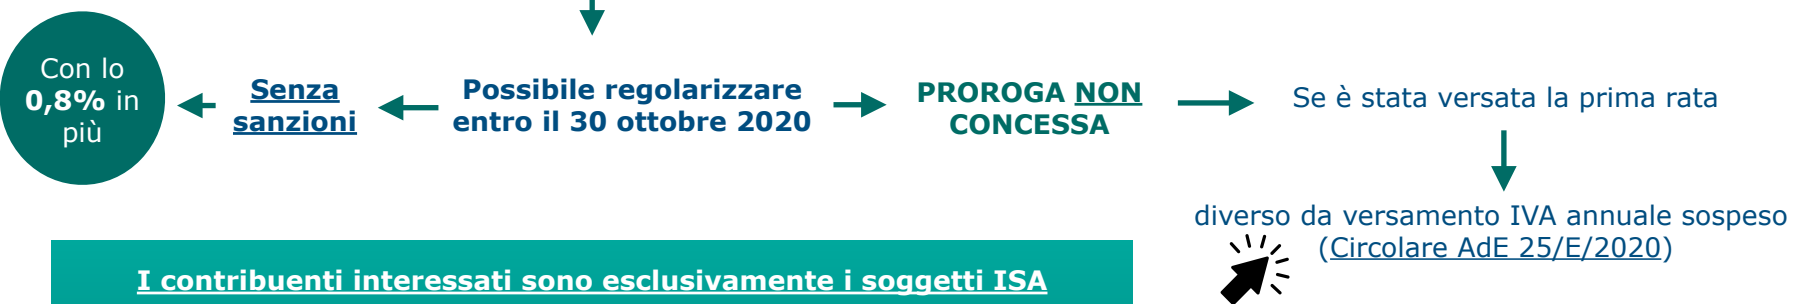 Con lo
0,8% in
più
Senza
sanzioni
Possibile regolarizzare
entro il 30 ottobre 2020
PROROGA NON
CONCESSA
Se è stata versata la prima rata
diverso da versamento IVA annuale sospeso
(Circolare AdE 25/E/2020)
I contribuenti interessati sono esclusivamente i soggetti ISA